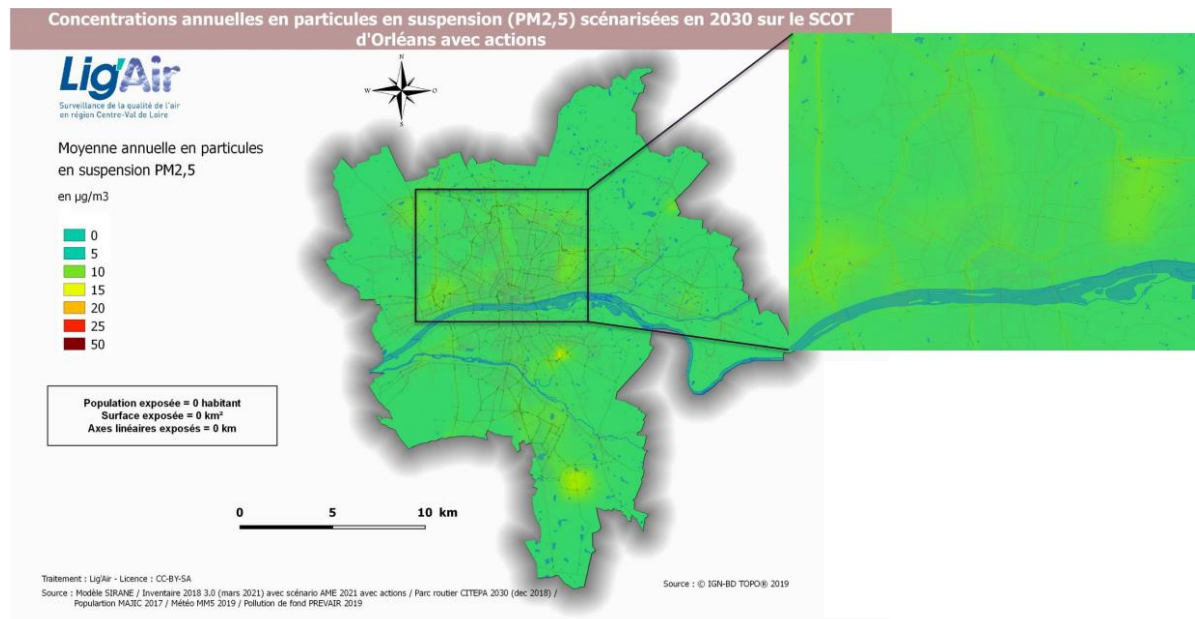 Concentrations annuelles en particules en suspension (PM2,5) scénarisées en 2030 sur le SCOT
d'Orléans avec actions
Lig'Air
Surveillance de la qualité de l'air
en région Centre-Val de Loire
N
W
O
S
Moyenne annuelle en particules
en suspension PM2,5
en µg/m3
0
5
10
15
20
25
50
Population exposée = 0 habitant
Surface exposée = 0 km²
Axes linéaires exposés = 0 km
0 5 10 km
Traitement : Lig'Air - Licence : CC-BY-SA
Source : © IGN-BD TOPO® 2019
Source : Modèle SIRANE / Inventaire 2018 3.0 (mars 2021) avec scénario AME 2021 avec actions / Parc routier CITEPA 2030 (dec 2018) /
Populartion MAJIC 2017 / Météo MM5 2019 / Pollution de fond PREVAIR 2019